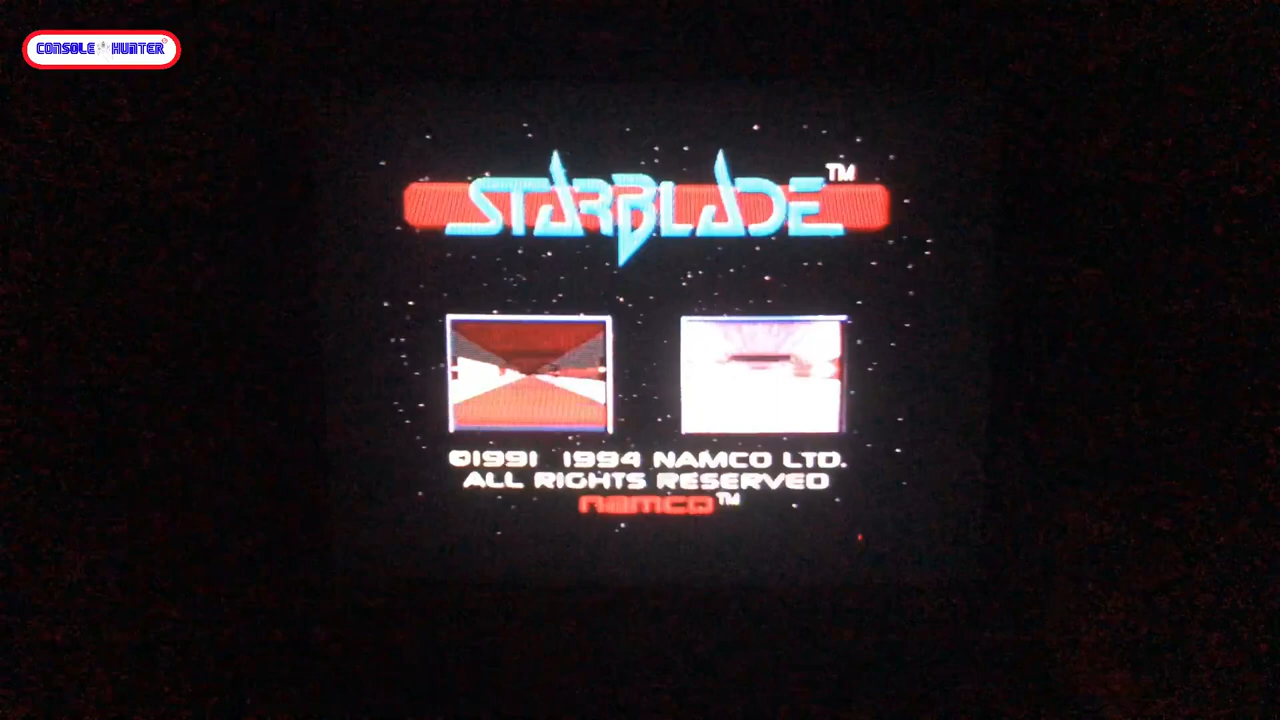 CONSOLE HUNTER
STARBLADE™
©1991 1994 NAMCO LTD.
ALL RIGHTS RESERVED
namco™